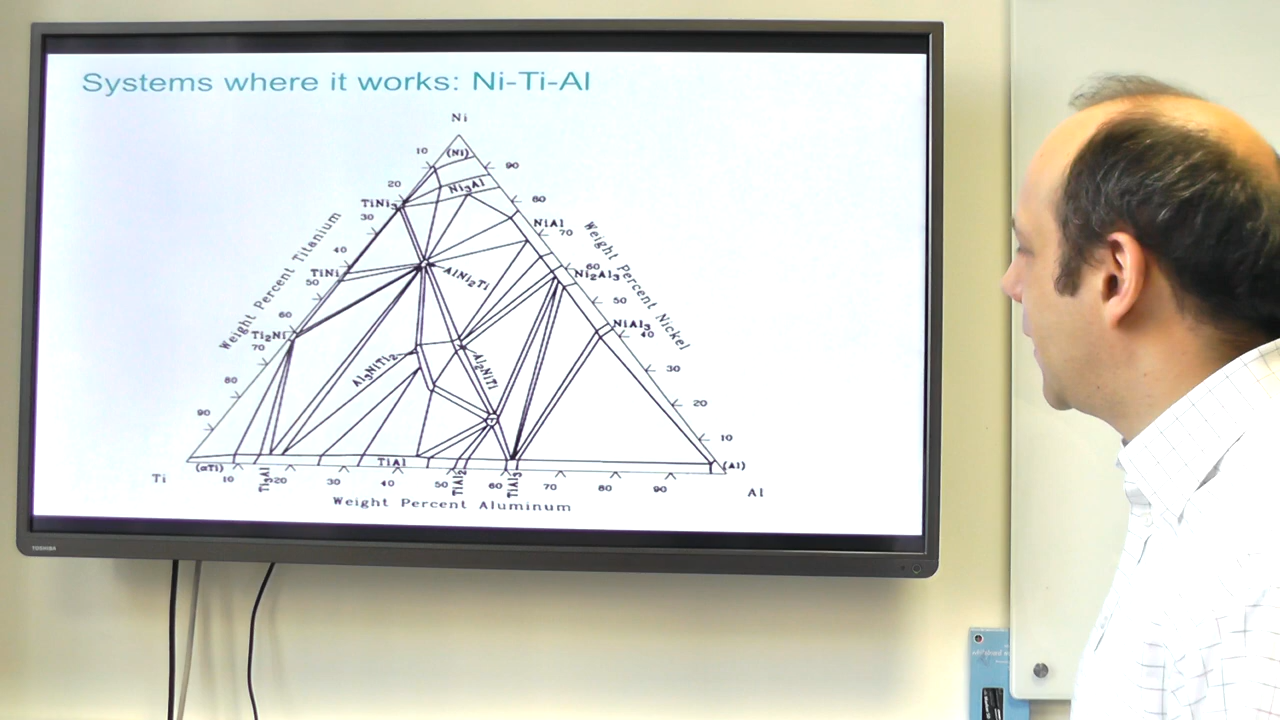 Systems where it works: Ni-Ti-Al
Ni
10
(Ni)
90
20
Ni3Al
80
TiNi3
30
NiAl
70
Weight Percent Titanium
Weight Percent Nickel
40
TiNi
50
AlNi2Ti
60
Ni2Al3
50
60
Ti2Ni
70
NiAl3
40
Al3NiTi2
Al2NiTi
30
80
20
90
10
(αTi)
TiAl
(Al)
Ti
10
Ti3Al
20
30
40
50
TiAl2
60
TiAl3
70
80
90
Al
Weight Percent Aluminum
TOSHIBA